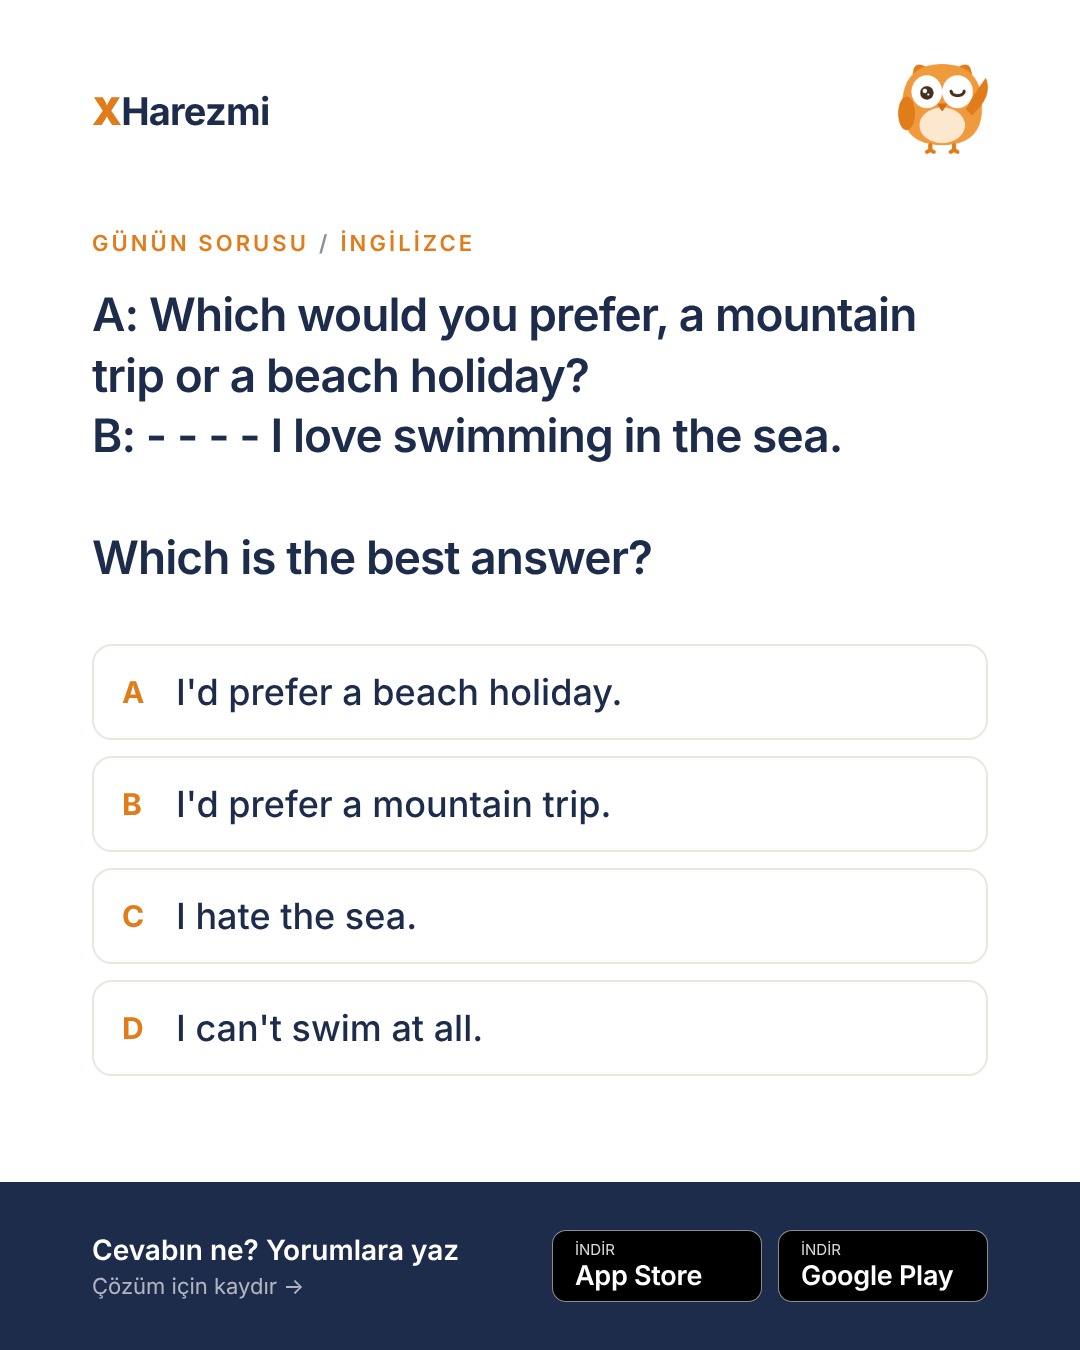 XHarezmi
GÜNÜN SORUSU / İNGİLİZCE
A: Which would you prefer, a mountain
trip or a beach holiday?
B: - - - - I love swimming in the sea.
Which is the best answer?
A I'd prefer a beach holiday.
B I'd prefer a mountain trip.
C I hate the sea.
D I can't swim at all.
Cevabın ne? Yorumlara yaz
Çözüm için kaydır →
İNDİR
App Store
İNDİR
Google Play